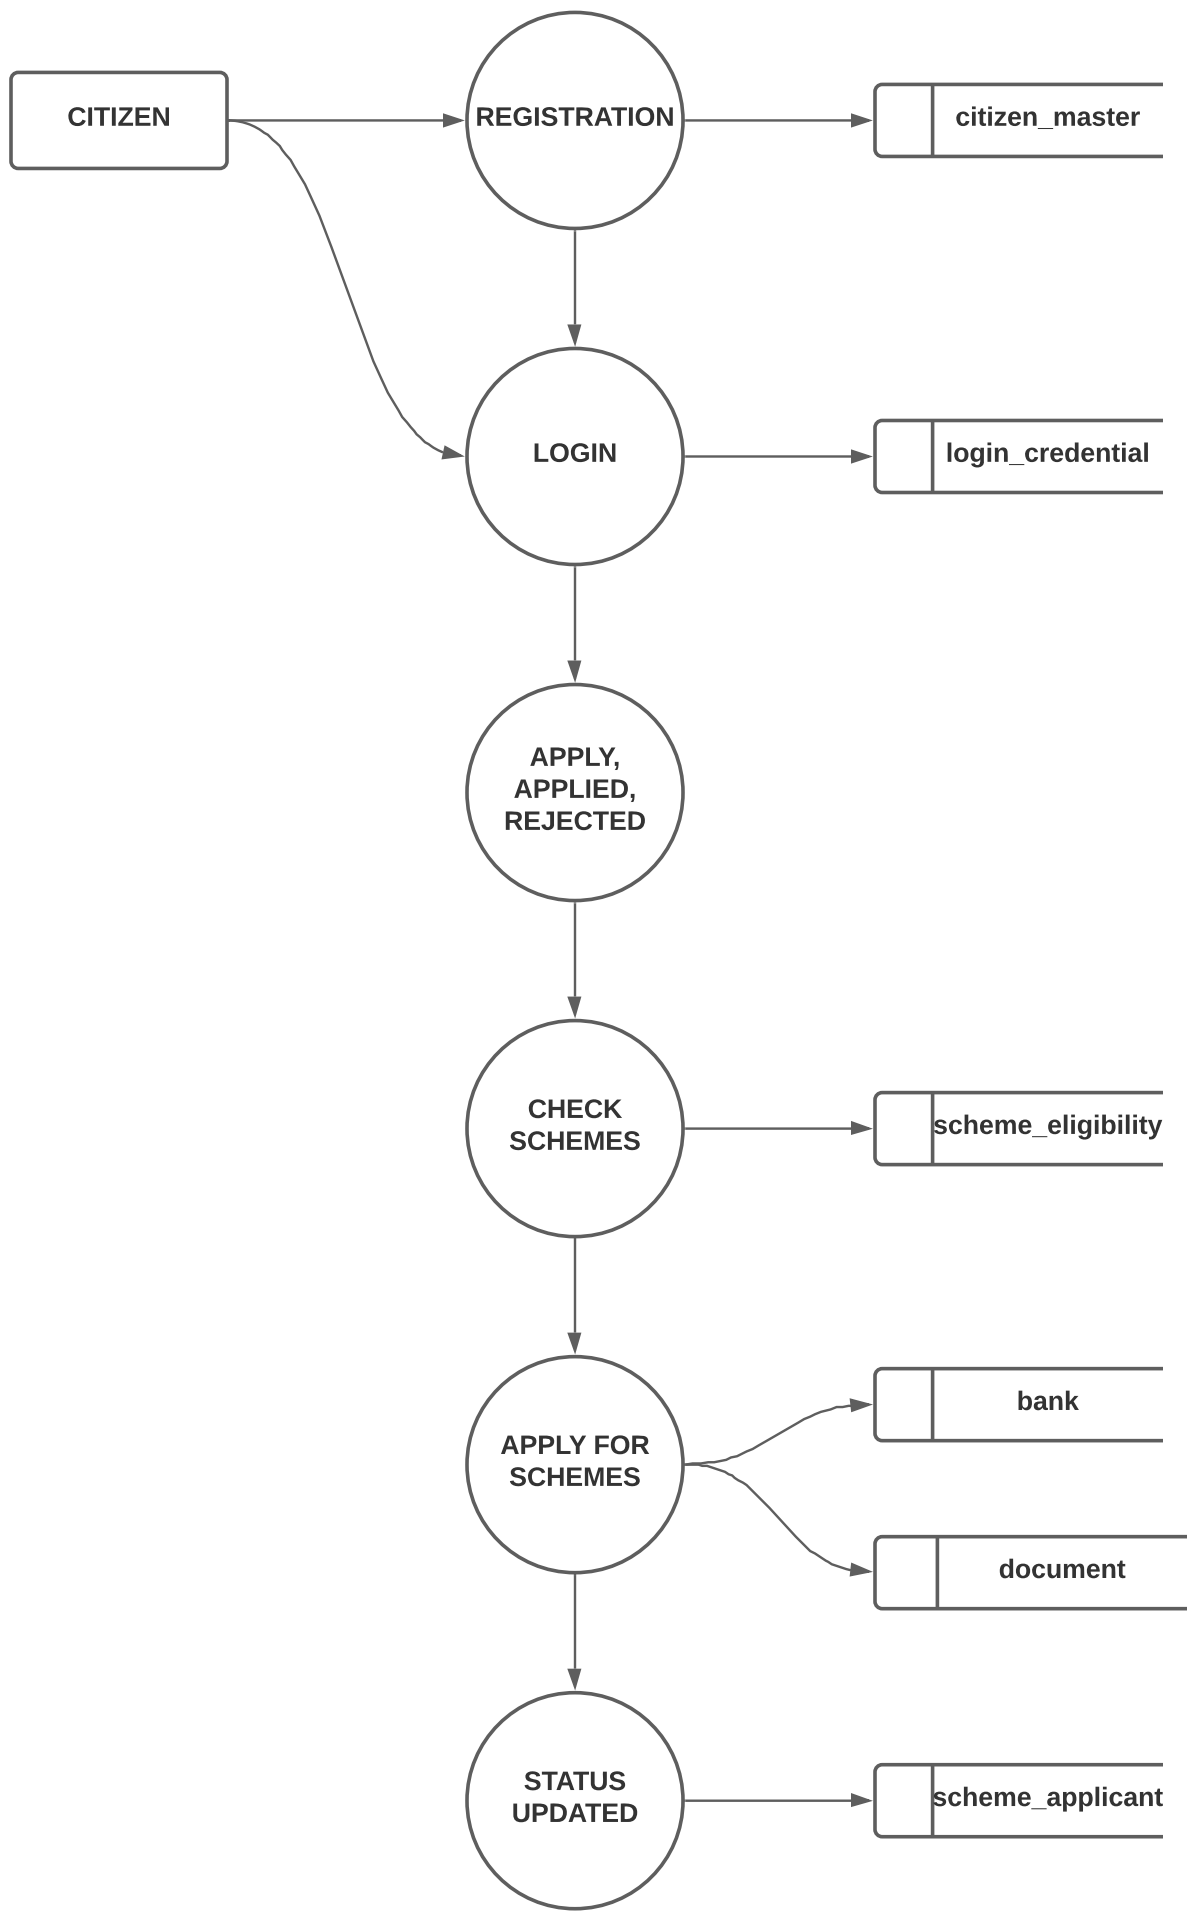 CITIZEN
REGISTRATION
citizen_master
LOGIN
login_credential
APPLY,
APPLIED,
REJECTED
CHECK
SCHEMES
scheme_eligibility
APPLY FOR
SCHEMES
bank
document
STATUS
UPDATED
scheme_applicant